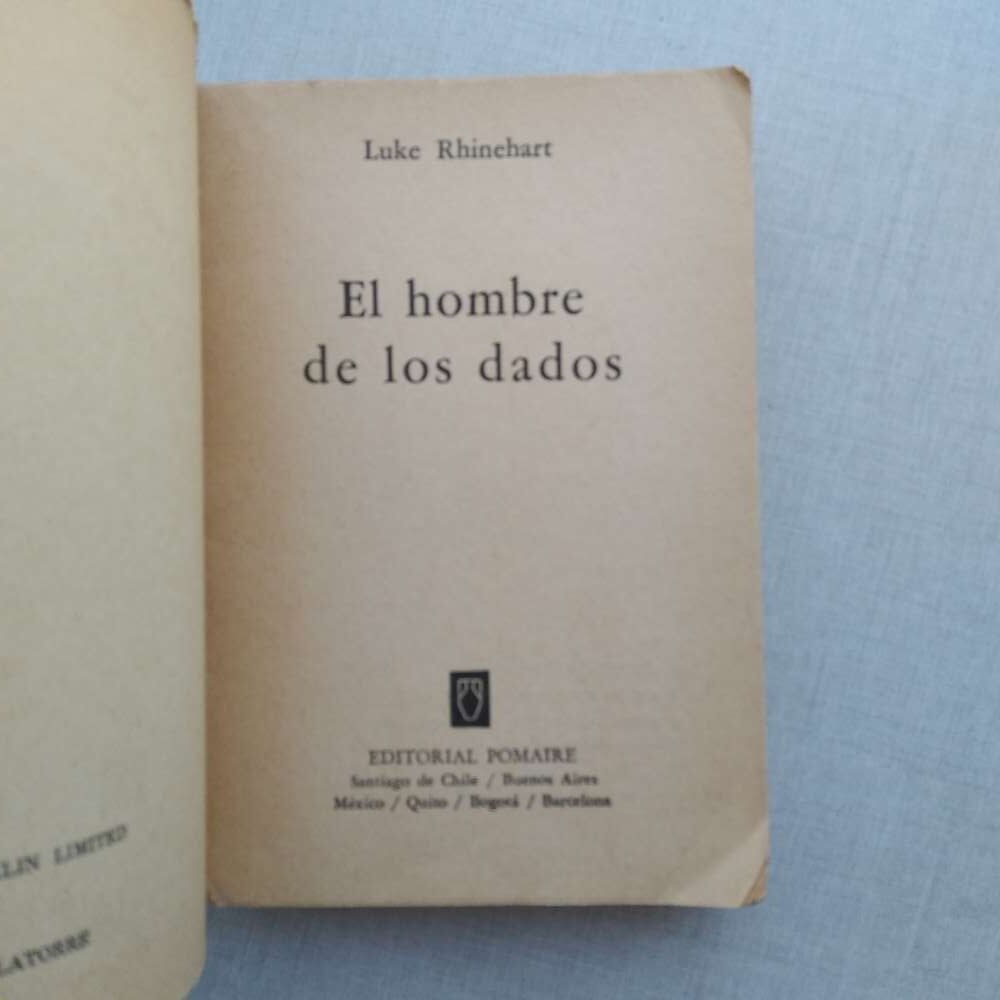 LIMITED
Luke Rhinehart
El hombre
de los dados
EDITORIAL POMAIRE
Santiago de Chile / Buenos Aires
México / Quito / Bogotá / Barcelona